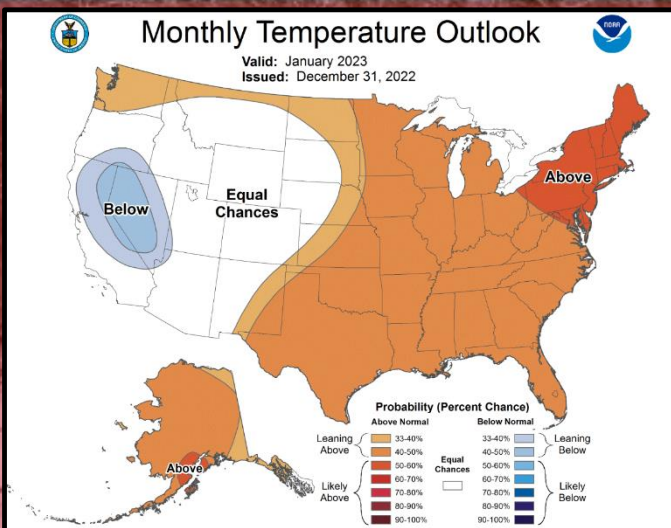 Monthly Temperature Outlook
NOAA
Valid: January 2023
Issued: December 31, 2022
Above
Equal
Chances
Below
Above
Probability (Percent Chance)
Above Normal
Below Normal
Leaning
Above
33-40%
40-50%
Likely
Above
50-60%
60-70%
70-80%
80-90%
90-100%
Equal
Chances
33-40%
40-50%
Leaning
Below
50-60%
60-70%
70-80%
80-90%
90-100%
Likely
Below